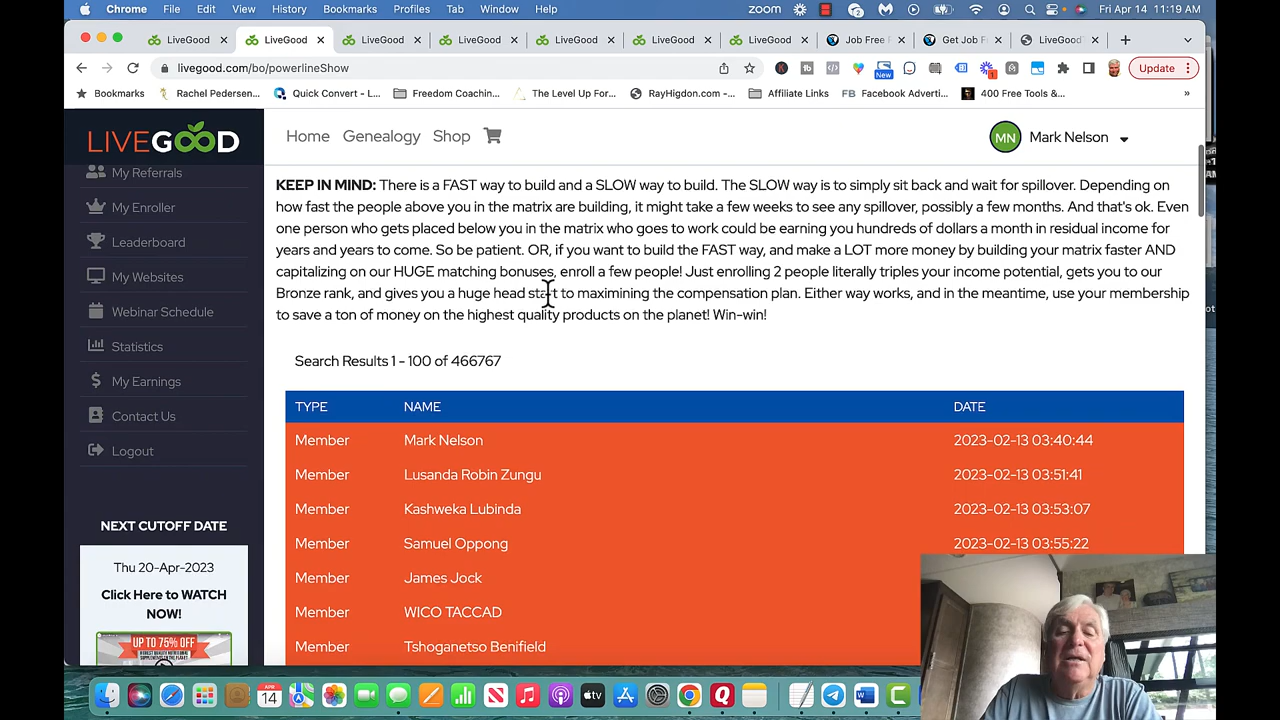 Chrome File Edit View History Bookmarks Profiles Tab Window Help zoom Fri Apr 14 11:19 AM
LiveGood LiveGood LiveGood LiveGood LiveGood LiveGood LiveGood Job Free Get Job Fr LiveGood
livegood.com/bo/powerlineShow New Update
Bookmarks Rachel Pedersen... Quick Convert - L... Freedom Coachin... The Level Up For... RayHigdon.com -... Affiliate Links Facebook Adverti... 400 Free Tools &...
LIVEGOOD
Home Genealogy Shop MN Mark Nelson
My Referrals
My Enroller
Leaderboard
My Websites
Webinar Schedule
Statistics
My Earnings
Contact Us
Logout
NEXT CUTOFF DATE
Thu 20-Apr-2023
Click Here to WATCH
NOW!
UP TO 75% OFF
KEEP IN MIND: There is a FAST way to build and a SLOW way to build. The SLOW way is to simply sit back and wait for spillover. Depending on
how fast the people above you in the matrix are building, it might take a few weeks to see any spillover, possibly a few months. And that's ok. Even
one person who gets placed below you in the matrix who goes to work could be earning you hundreds of dollars a month in residual income for
years and years to come. So be patient. OR, if you want to build the FAST way, and make a LOT more money by building your matrix faster AND
capitalizing on our HUGE matching bonuses, enroll a few people! Just enrolling 2 people literally triples your income potential, gets you to our
Bronze rank, and gives you a huge head start to maximining the compensation plan. Either way works, and in the meantime, use your membership
to save a ton of money on the highest quality products on the planet! Win-win!
Search Results 1 - 100 of 466767
TYPE NAME DATE
Member Mark Nelson 2023-02-13 03:40:44
Member Lusanda Robin Zungu 2023-02-13 03:51:41
Member Kashweka Lubinda 2023-02-13 03:53:07
Member Samuel Oppong 2023-02-13 03:55:22
Member James Jock
Member WICO TACCAD
Member Tshoganetso Benifield